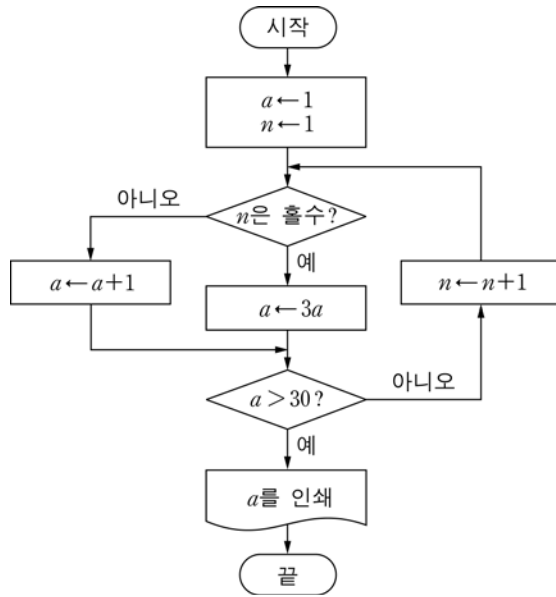 시작
a←1
n←1
아니오
n은 홀수?
예
a←a+1
a←3a
n←n+1
a>30?
아니오
예
a를 인쇄
끝